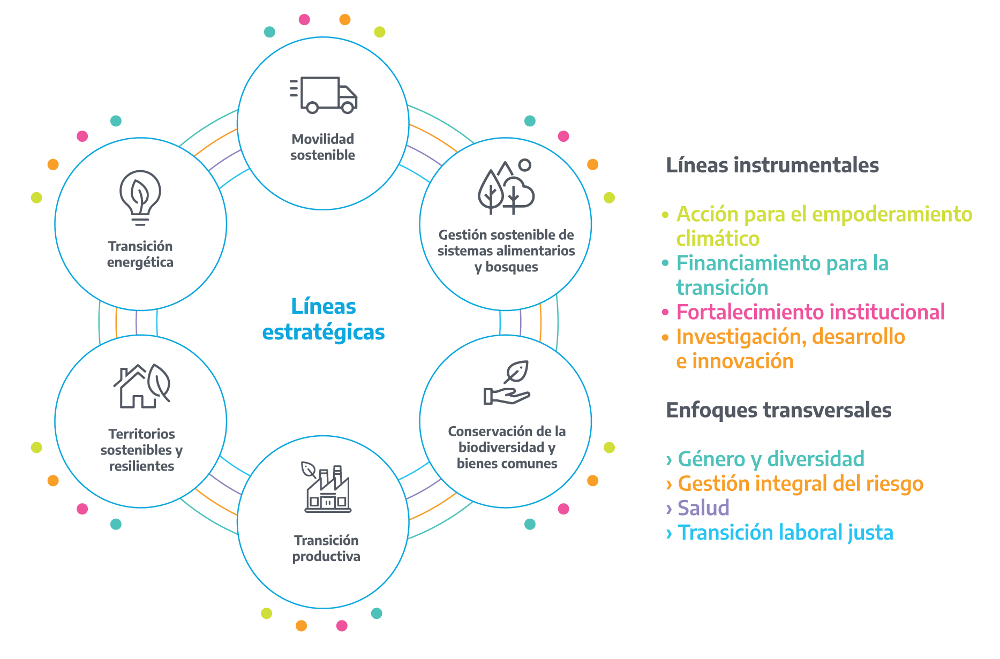 Movilidad
sostenible
Transición
energética
Gestión sostenible de
sistemas alimentarios
y bosques
Líneas
estratégicas
Territorios
sostenibles y
resilientes
Conservación de la
biodiversidad y
bienes comunes
Transición
productiva
Líneas instrumentales
• Acción para el empoderamiento
climático
• Financiamiento para la
transición
• Fortalecimiento institucional
• Investigación, desarrollo
e innovación
Enfoques transversales
› Género y diversidad
› Gestión integral del riesgo
› Salud
› Transición laboral justa